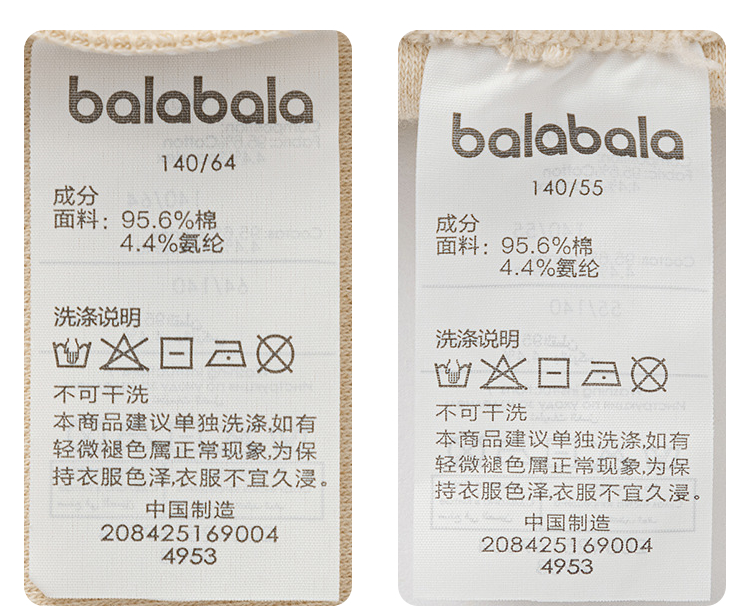 balabala
140/64
成分
面料: 95.6%棉
4.4%氨纶
洗涤说明
不可干洗
本商品建议单独洗涤,如有
轻微褪色属正常现象,为保
持衣服色泽,衣服不宜久浸。
中国制造
208425169004
4953
balabala
140/55
成分
面料: 95.6%棉
4.4%氨纶
洗涤说明
不可干洗
本商品建议单独洗涤,如有
轻微褪色属正常现象,为保
持衣服色泽,衣服不宜久浸。
中国制造
208425169004
4953